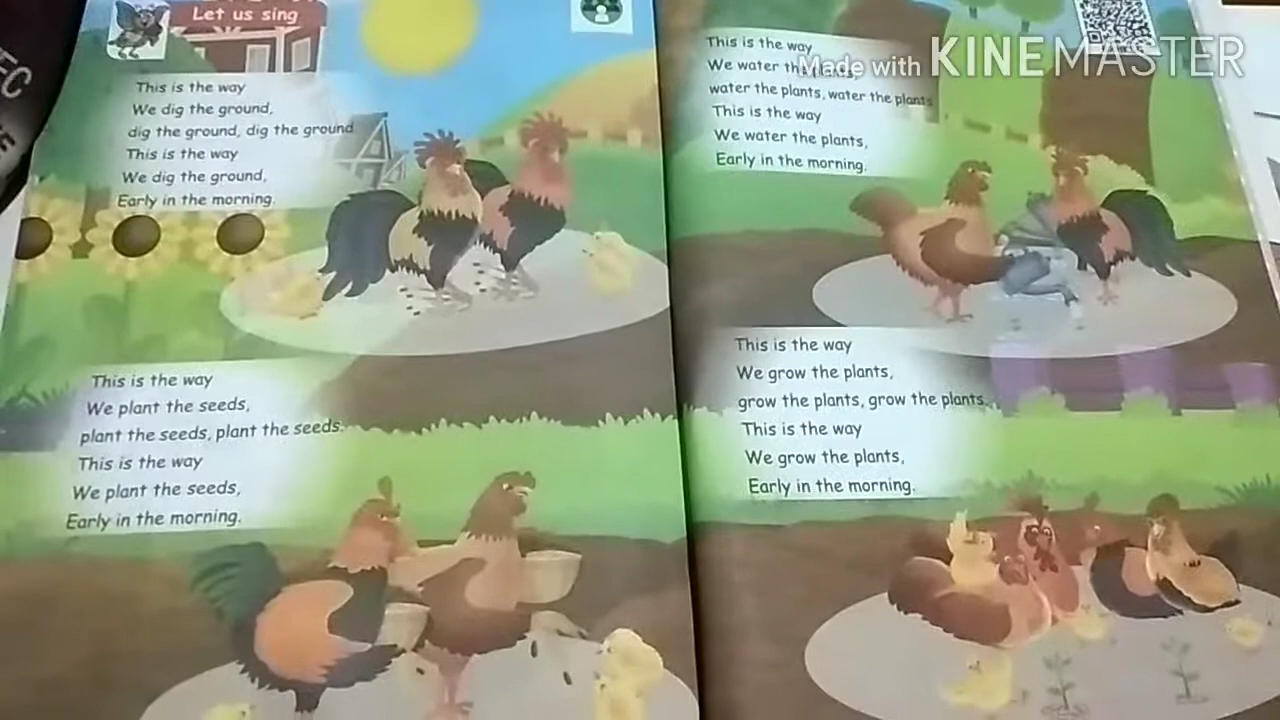 Let us sing
This is the way
We dig the ground,
dig the ground, dig the ground
This is the way
We dig the ground,
Early in the morning.
This is the way
We plant the seeds,
plant the seeds, plant the seeds.
This is the way
We plant the seeds,
Early in the morning.
This is the way
We water the plants,
water the plants, water the plants
This is the way
We water the plants,
Early in the morning.
This is the way
We grow the plants,
grow the plants, grow the plants.
This is the way
We grow the plants,
Early in the morning.
Made with KINEMASTER